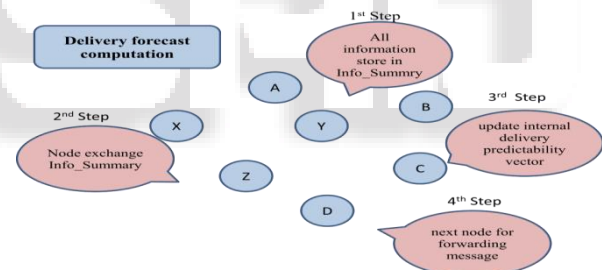 Delivery forecast
computation
1st Step
All
information
store in
Info_Summry
A
B
3rd Step
2nd Step
X
Y
update internal
delivery
predictability
vector
Node exchange
Info_Summary
Z
C
D
4th Step
next node for
forwarding
message